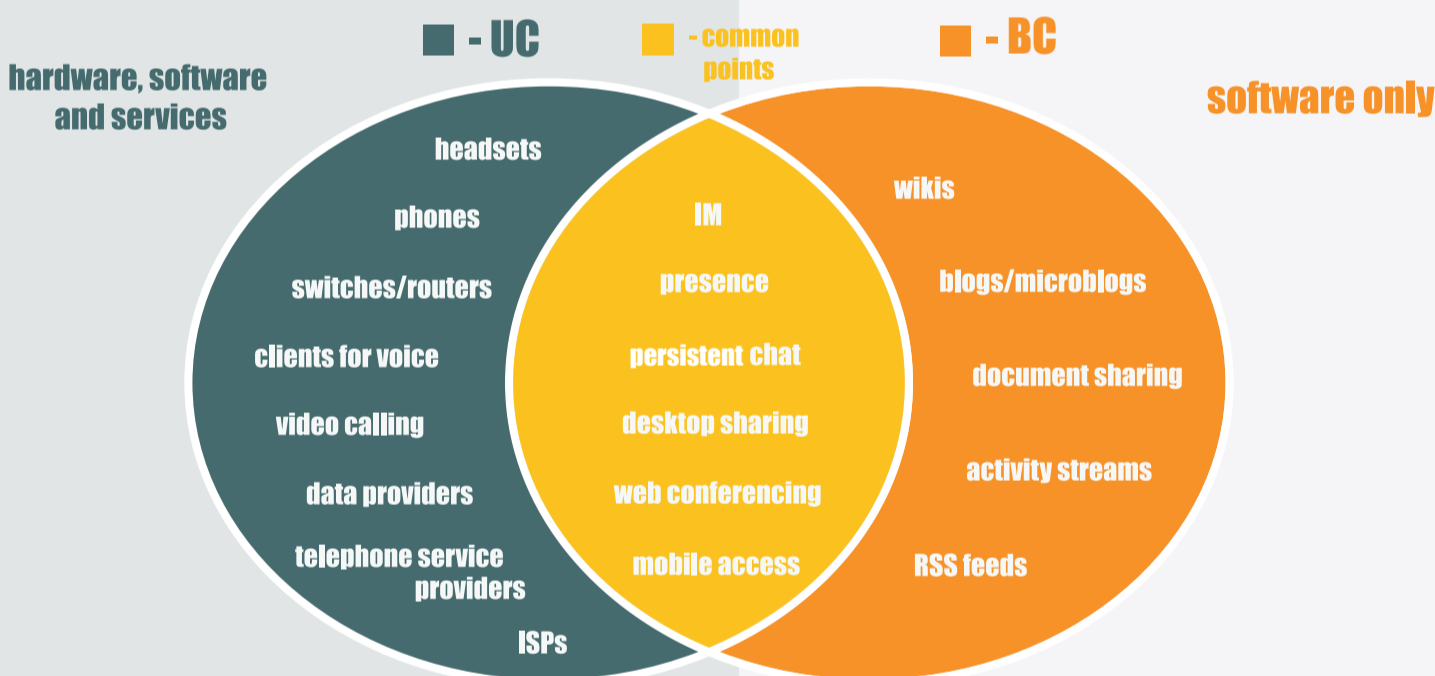 - UC
- common
points
- BC
hardware, software
and services
software only
headsets
phones
switches/routers
clients for voice
video calling
data providers
telephone service
providers
ISPs
IM
presence
persistent chat
desktop sharing
web conferencing
mobile access
wikis
blogs/microblogs
document sharing
activity streams
RSS feeds